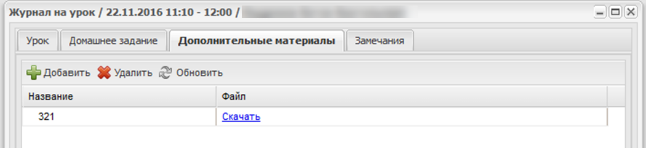 Журнал на урок / 22.11.2016 11:10 - 12:00 /
Урок Домашнее задание Дополнительные материалы Замечания
Добавить Удалить Обновить
Название Файл
321 Скачать